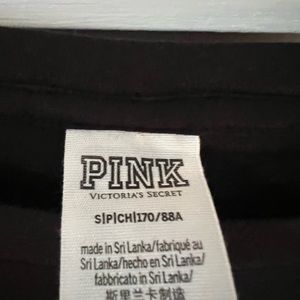 PINK
VICTORIA'S SECRET
S|P|CH|170/88A
made in Sri Lanka/fabriqué au
Sri Lanka/hecho en Sri Lanka/
fabbricato in Sri Lanka/
斯里兰卡制造